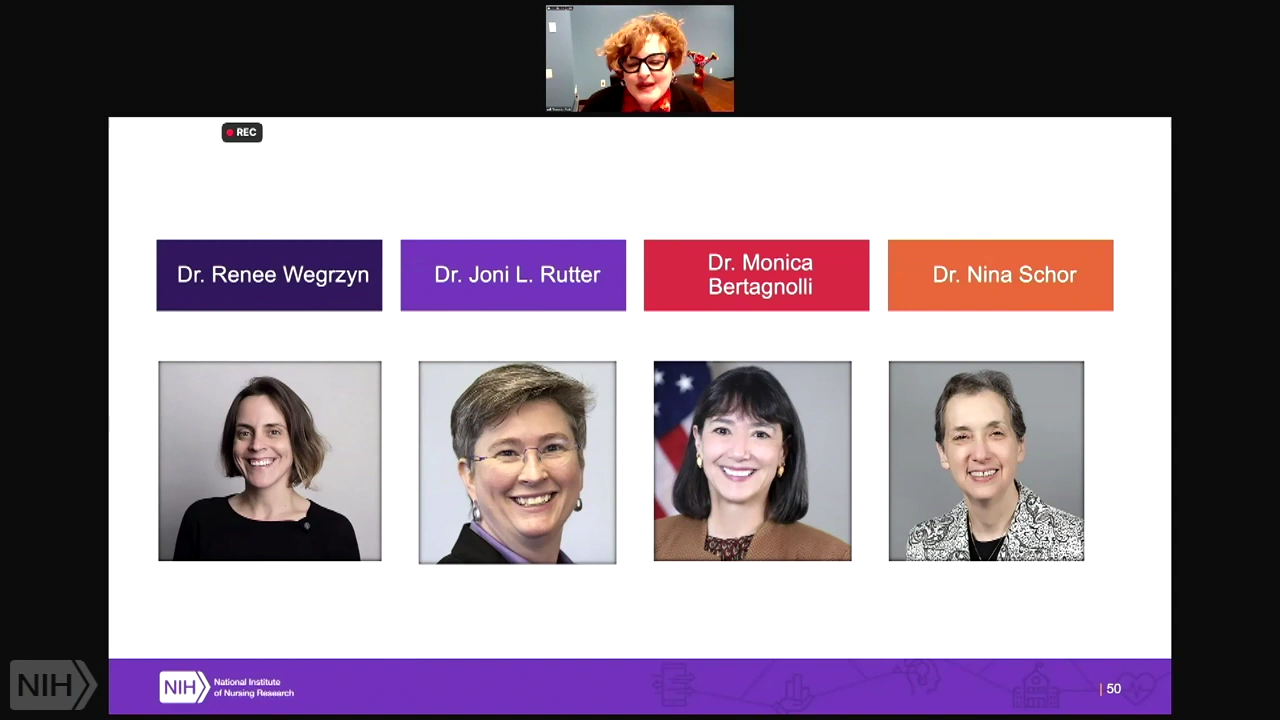 REC
Dr. Renee Wegrzyn
Dr. Joni L. Rutter
Dr. Monica
Bertagnolli
Dr. Nina Schor
NIH
NIH
National Institute
of Nursing Research
50